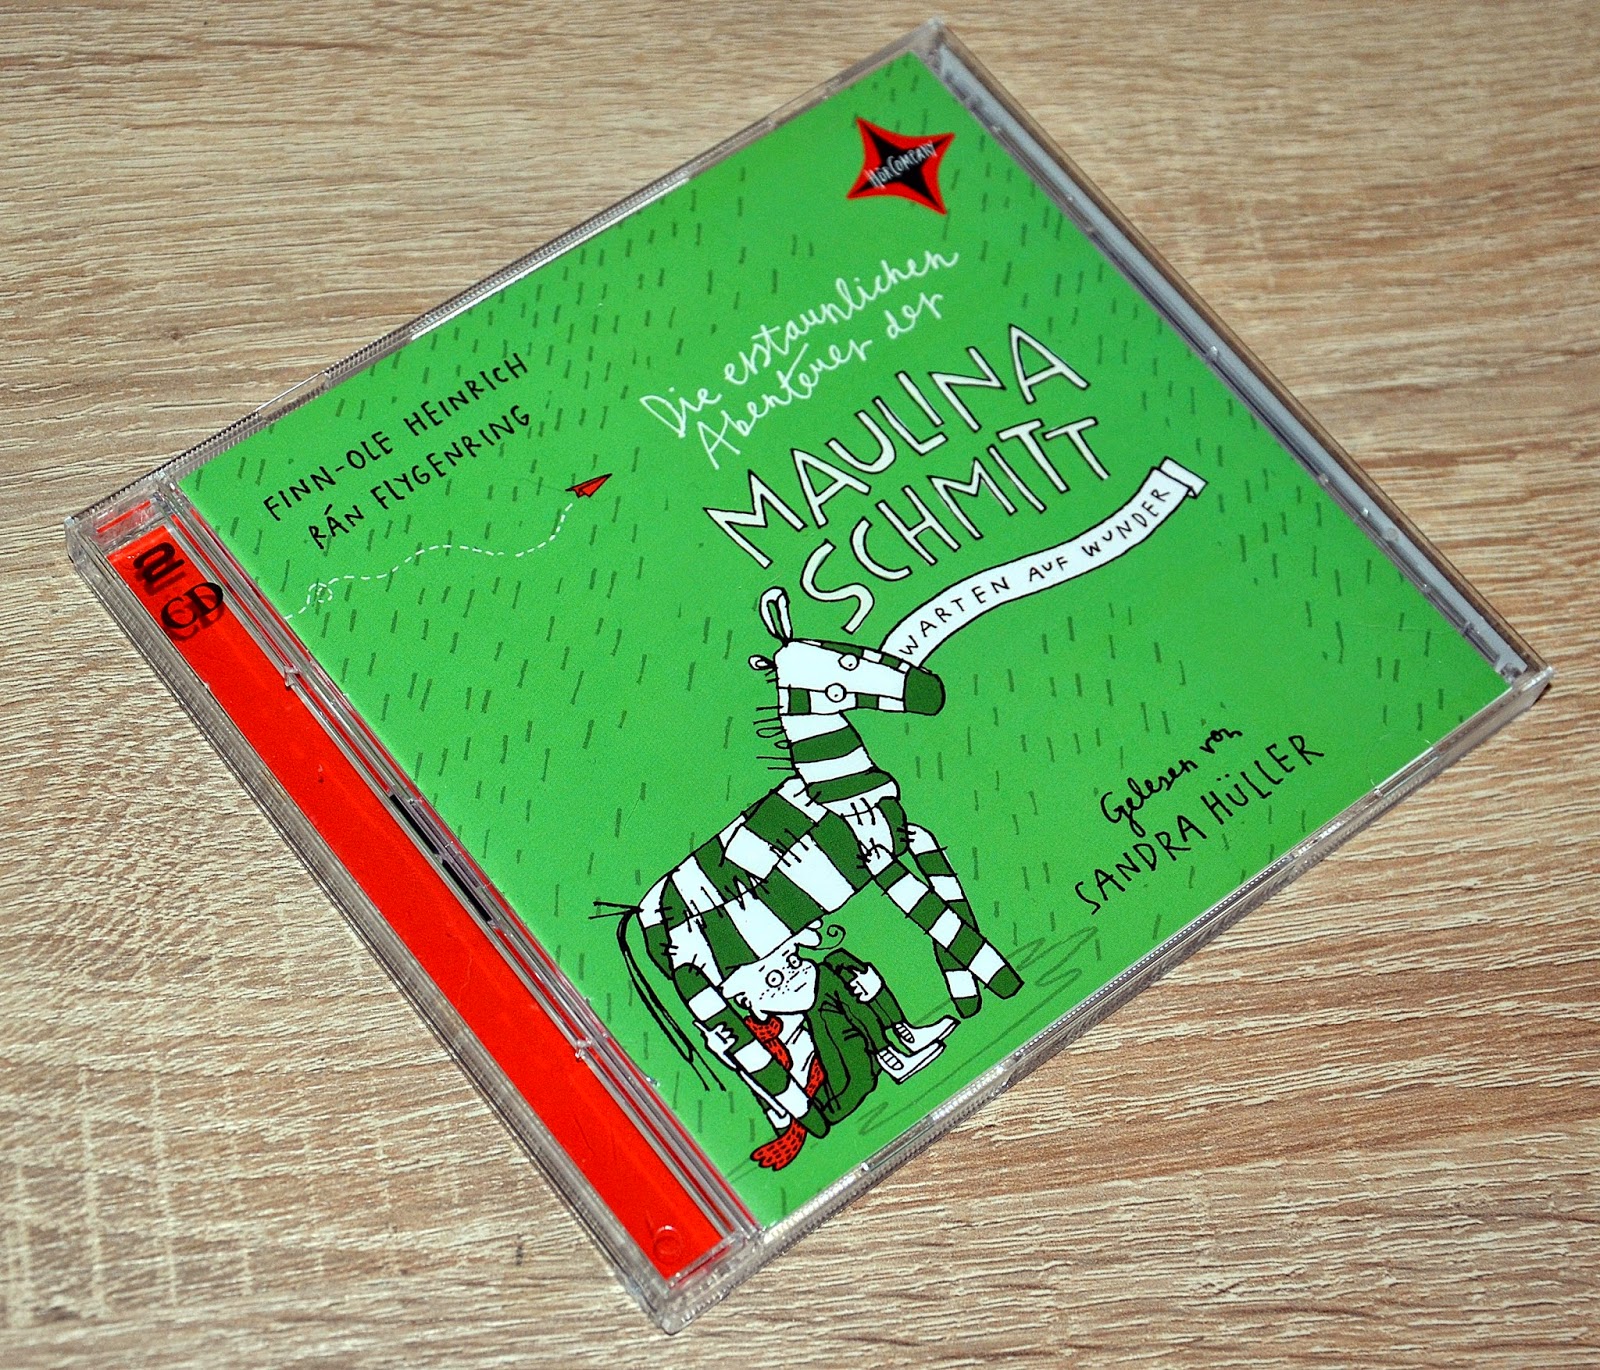 HÖRCOMPANY
FINN-OLE HEINRICH
RÁN FLYGENRING
Die erstaunlichen
Abenteuer der
MAULINA
SCHMITT
WARTEN AUF WUNDER
Gelesen von
SANDRA HÜLLER
2
CD